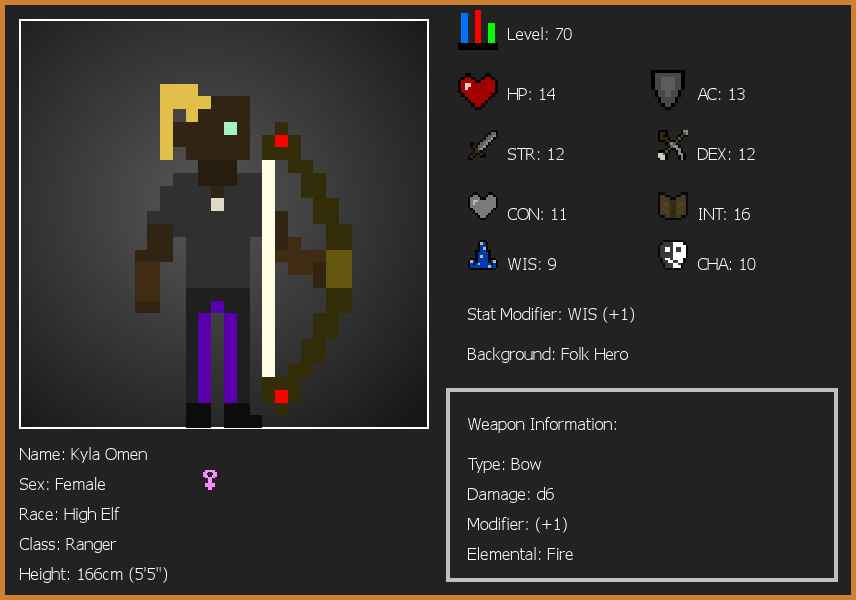 Level: 70
HP: 14
AC: 13
STR: 12
DEX: 12
CON: 11
INT: 16
WIS: 9
CHA: 10
Stat Modifier: WIS (+1)
Background: Folk Hero
Weapon Information:
Type: Bow
Damage: d6
Modifier: (+1)
Elemental: Fire
Name: Kyla Omen
Sex: Female
Race: High Elf
Class: Ranger
Height: 166cm (5'5")